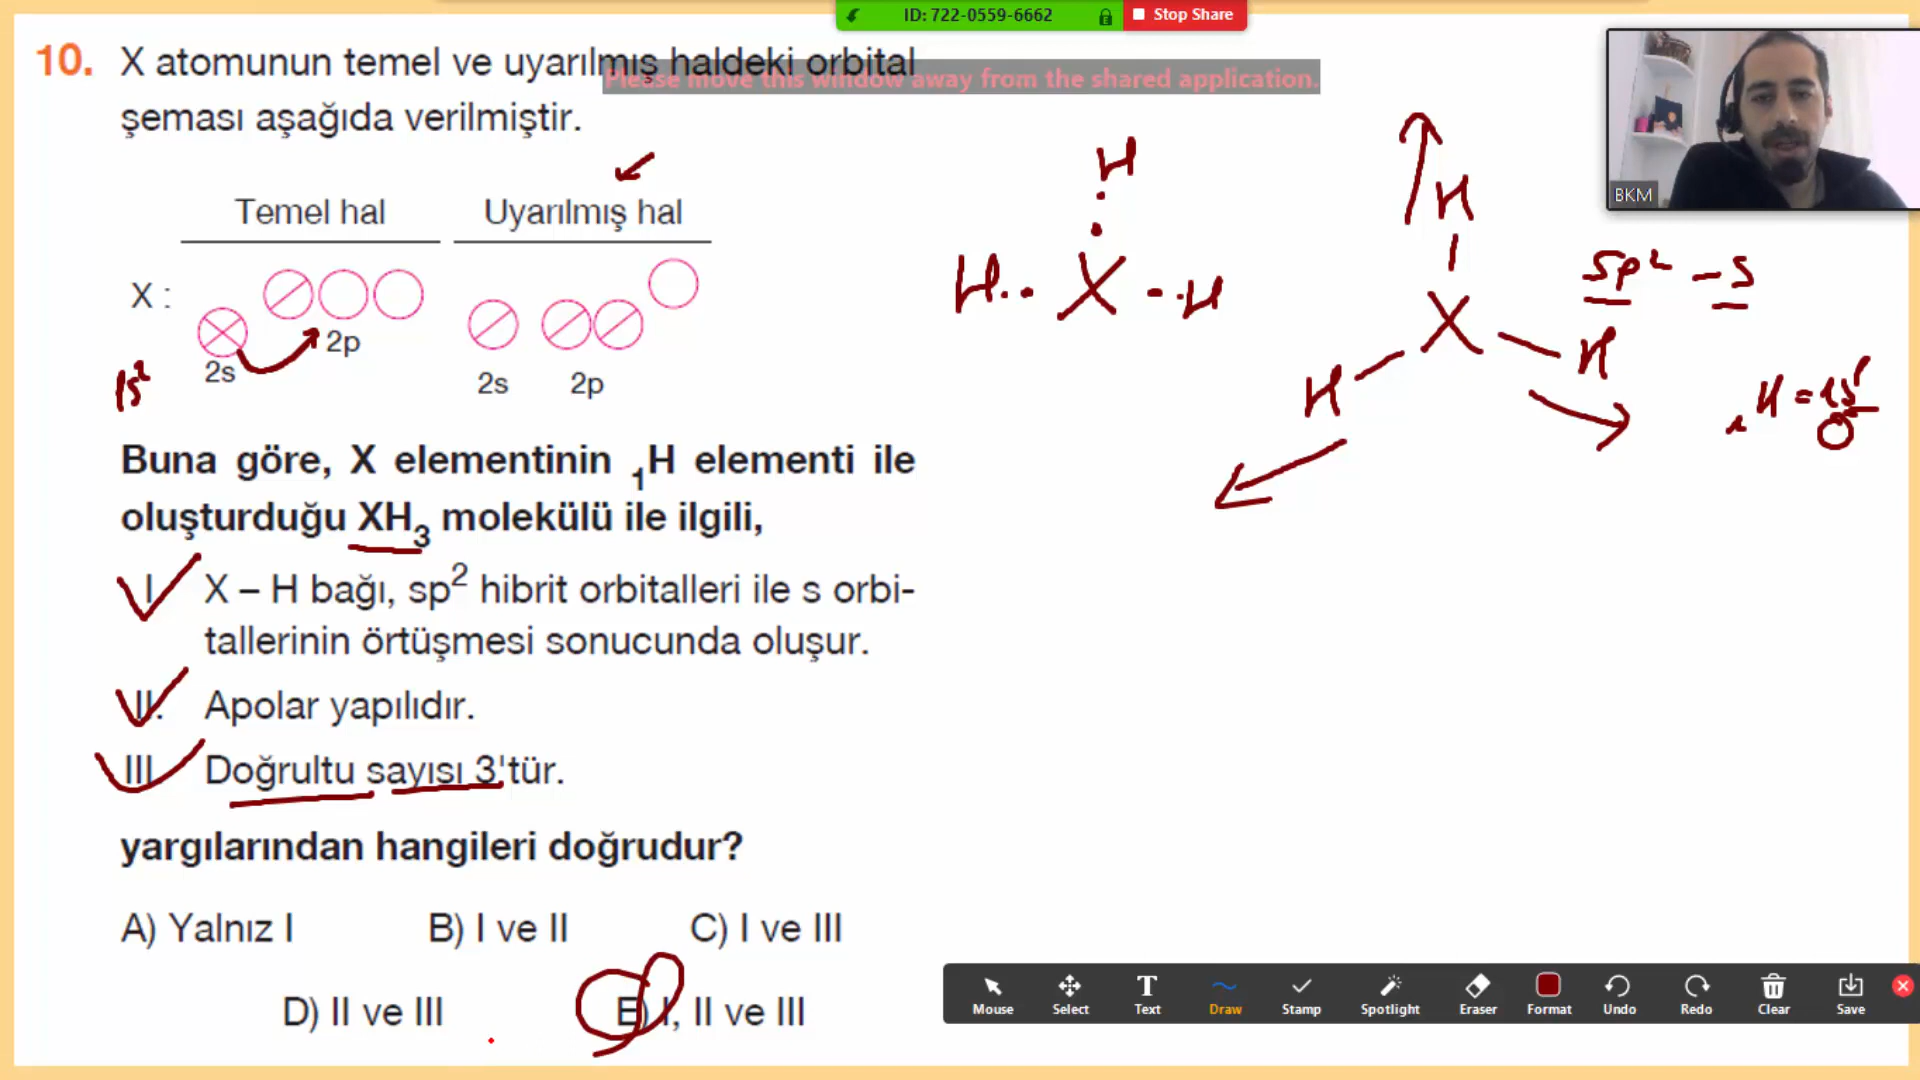 ID: 722-0559-6662
Stop Share
10. X atomunun temel ve uyarılmış haldeki orbital
Please move this window away from the shared application.
şeması aşağıda verilmiştir.
BKM
Temel hal
Uyarılmış hal
X :
2s
2p
1s²
2s
2p
H
H
X
H
H
X
H
H
sp² - s
₁H = 1s¹
Buna göre, X elementinin ₁H elementi ile
oluşturduğu XH₃ molekülü ile ilgili,
I. X – H bağı, sp² hibrit orbitalleri ile s orbi-
tallerinin örtüşmesi sonucunda oluşur.
II. Apolar yapılıdır.
III. Doğrultu sayısı 3'tür.
yargılarından hangileri doğrudur?
A) Yalnız I
B) I ve II
C) I ve III
D) II ve III
E) I, II ve III
Mouse
Select
Text
Draw
Stamp
Spotlight
Eraser
Format
Undo
Redo
Clear
Save